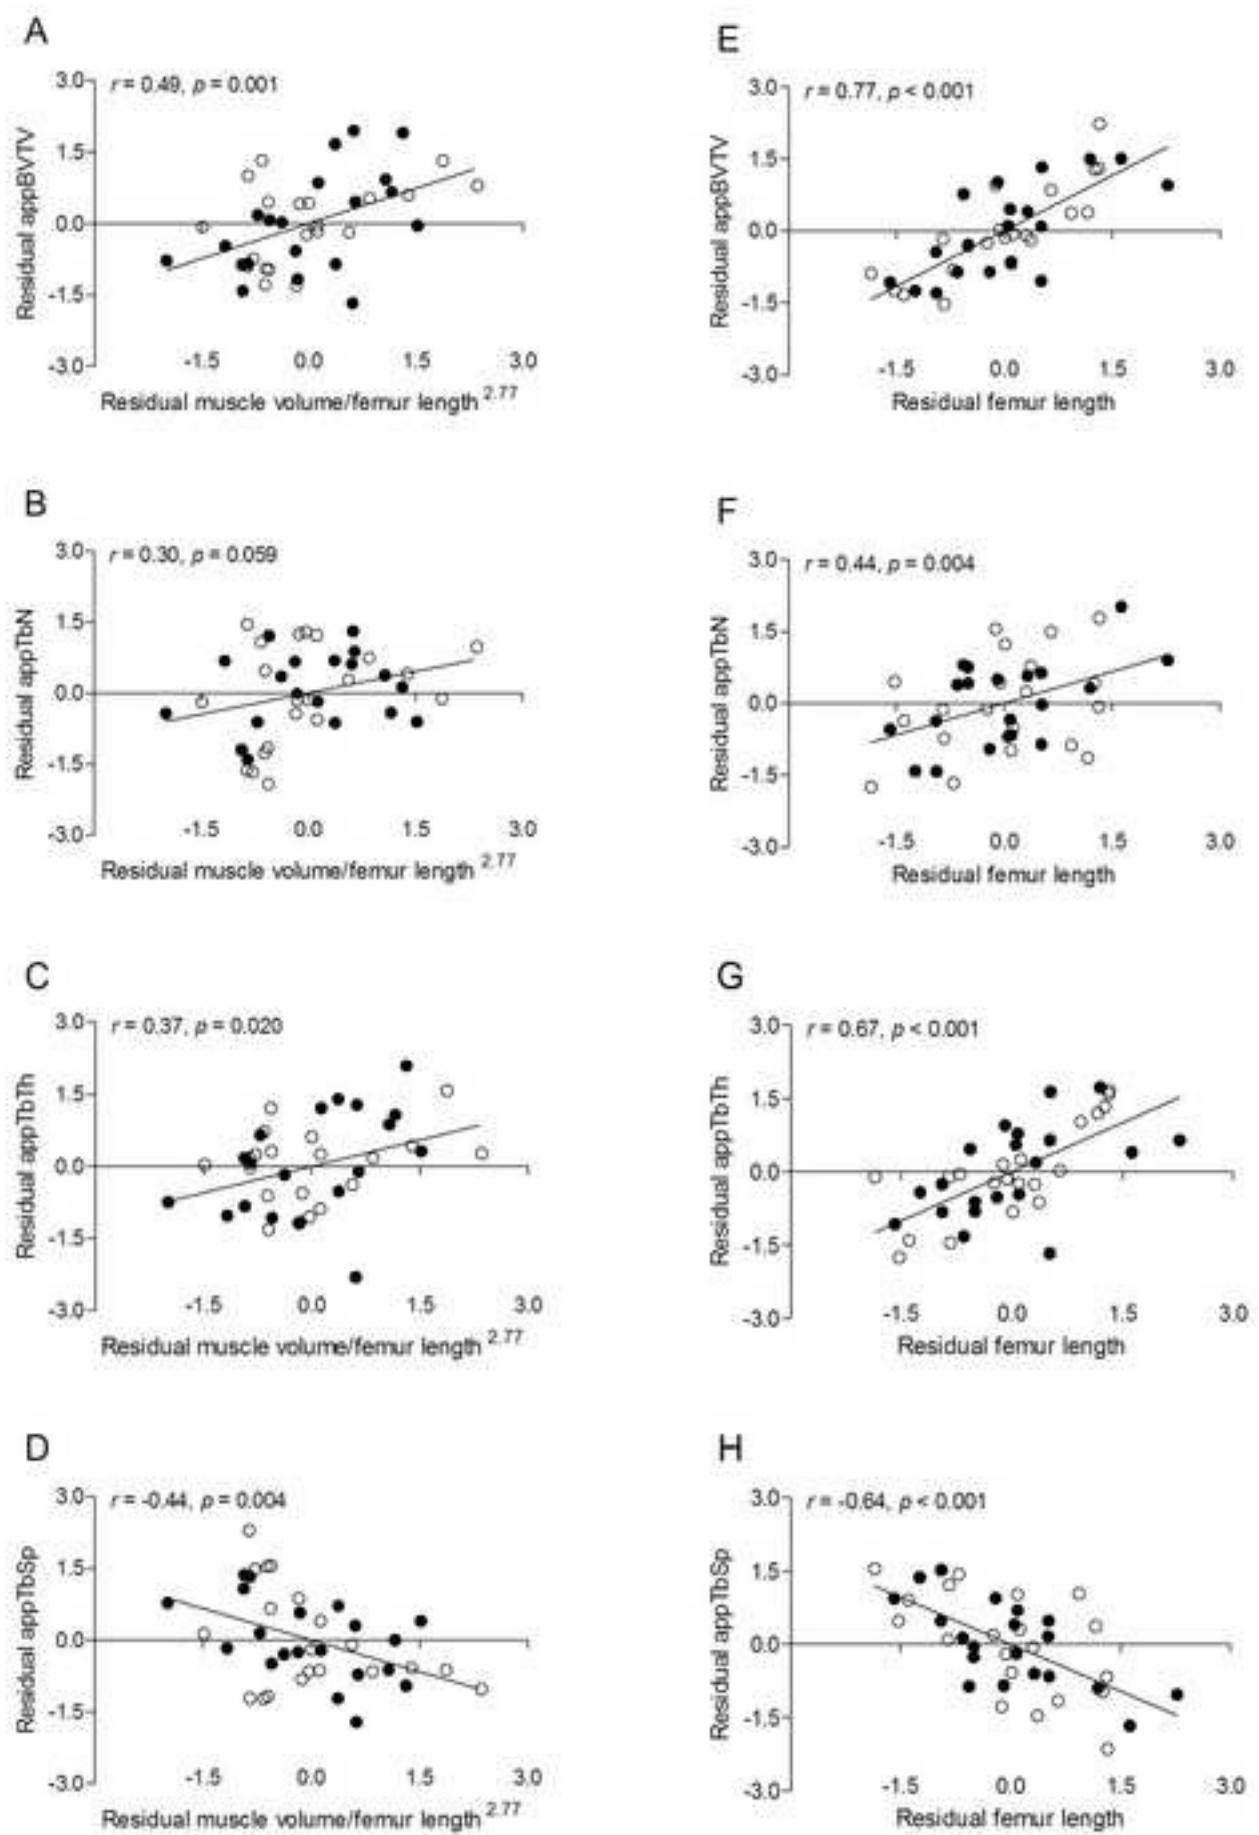 A
r = 0.49, p = 0.001
Residual appBVTV
3.0
1.5
0.0
-1.5
-3.0
-1.5 0.0 1.5 3.0
Residual muscle volume/femur length 2.77
E
r = 0.77, p < 0.001
Residual appBVTV
3.0
1.5
0.0
-1.5
-3.0
-1.5 0.0 1.5 3.0
Residual femur length
B
r = 0.30, p = 0.059
Residual appTbN
3.0
1.5
0.0
-1.5
-3.0
-1.5 0.0 1.5 3.0
Residual muscle volume/femur length 2.77
F
r = 0.44, p = 0.004
Residual appTbN
3.0
1.5
0.0
-1.5
-3.0
-1.5 0.0 1.5 3.0
Residual femur length
C
r = 0.37, p = 0.020
Residual appTbTh
3.0
1.5
0.0
-1.5
-3.0
-1.5 0.0 1.5 3.0
Residual muscle volume/femur length 2.77
G
r = 0.67, p < 0.001
Residual appTbTh
3.0
1.5
0.0
-1.5
-3.0
-1.5 0.0 1.5 3.0
Residual femur length
D
r = -0.44, p = 0.004
Residual appTbSp
3.0
1.5
0.0
-1.5
-3.0
-1.5 0.0 1.5 3.0
Residual muscle volume/femur length 2.77
H
r = -0.64, p < 0.001
Residual appTbSp
3.0
1.5
0.0
-1.5
-3.0
-1.5 0.0 1.5 3.0
Residual femur length